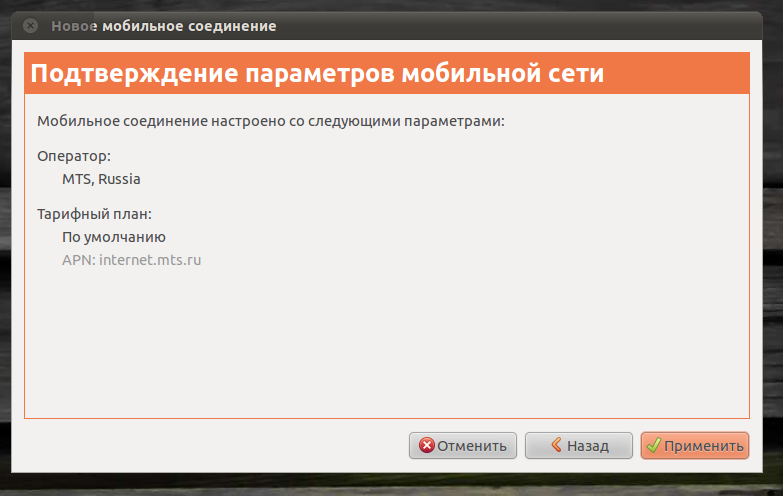 Новое мобильное соединение
Подтверждение параметров мобильной сети
Мобильное соединение настроено со следующими параметрами:
Оператор:
MTS, Russia
Тарифный план:
По умолчанию
APN: internet.mts.ru
Отменить
Назад
Применить